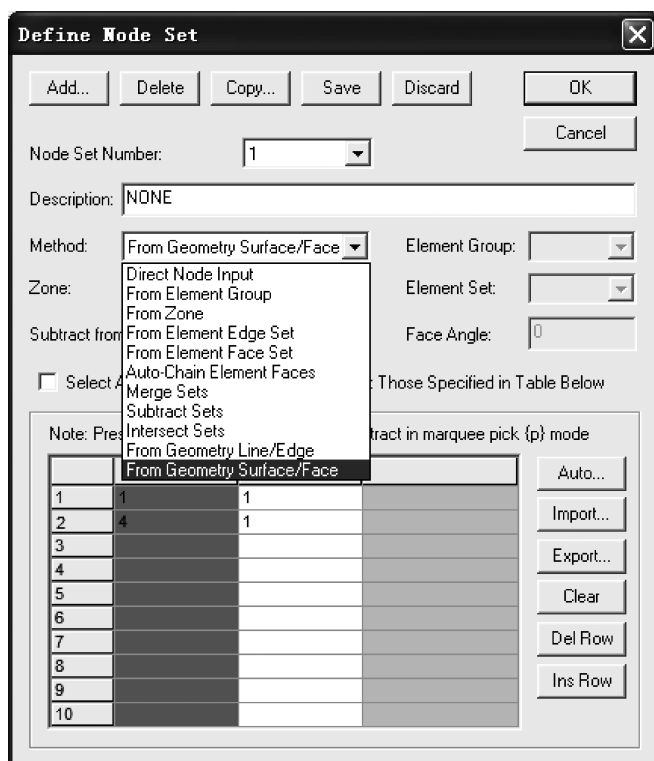 Define Node Set
Add... Delete Copy... Save Discard OK
Cancel
Node Set Number: 1
Description: NONE
Method: From Geometry Surface/Face Element Group:
Direct Node Input
From Element Group
Zone: From Zone Element Set:
Subtract from From Element Edge Set Face Angle: 0
From Element Face Set
Auto-Chain Element Faces
Select Those Specified in Table Below
Merge Sets
Subtract Sets
Note: Intersect Sets in marquee pick {p} mode
From Geometry Line/Edge
From Geometry Surface/Face
Auto...
1 1 1
2 4 1
Import...
3
4
Export...
5
Clear
6
7
Del Row
8
9
Ins Row
10